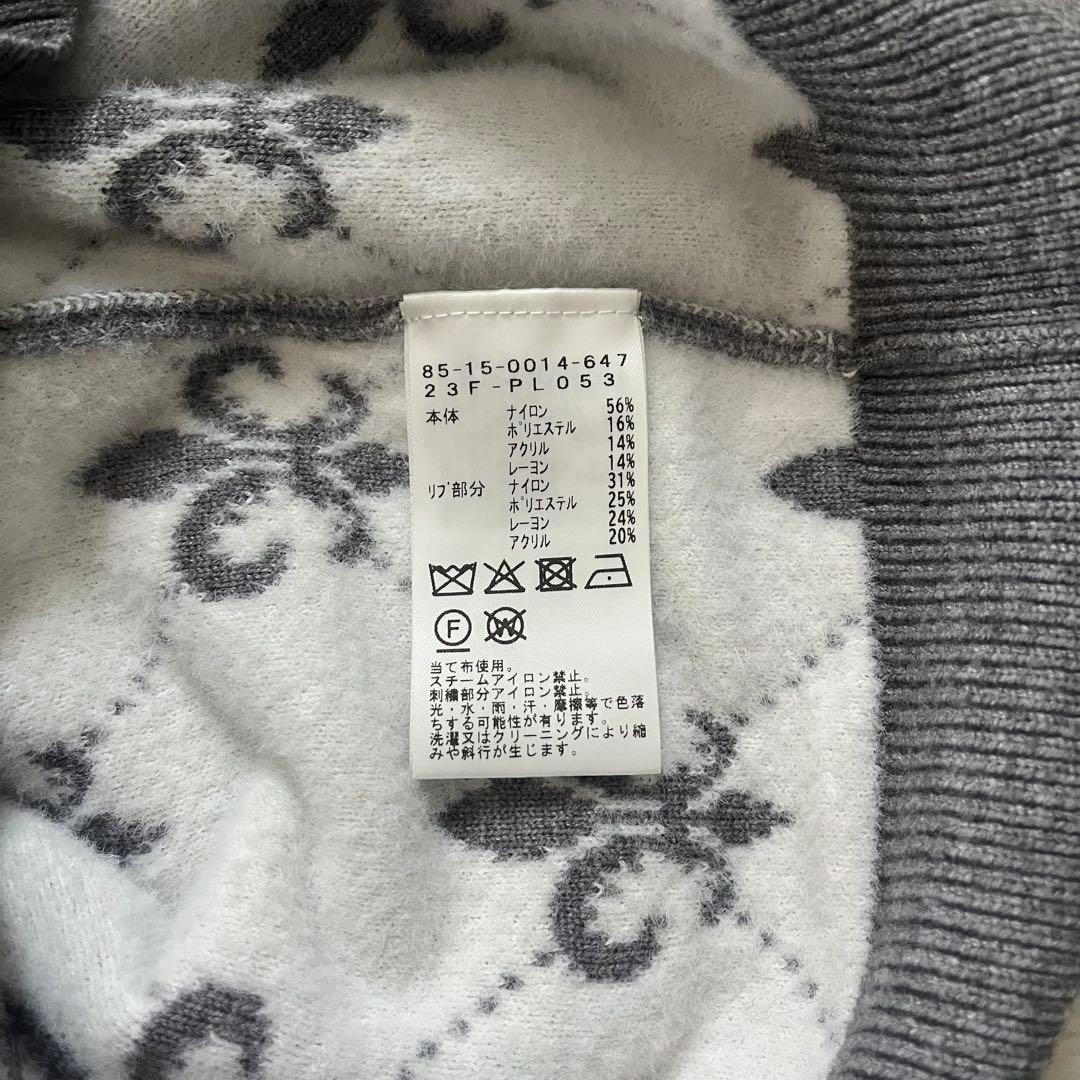 85-15-0014-647
23F-PL053
本体 ナイロン 56%
ポリエステル 16%
アクリル 14%
レーヨン 14%
リブ部分 ナイロン 31%
ポリエステル 25%
レーヨン 24%
アクリル 20%
F W
当て布使用。
スチームアイロン禁止。
刺繍部分アイロン禁止。
光・水・雨・汗・摩擦等で色落
ちする可能性が有ります。
洗濯又はクリーニングにより縮
みや斜行が生じます。